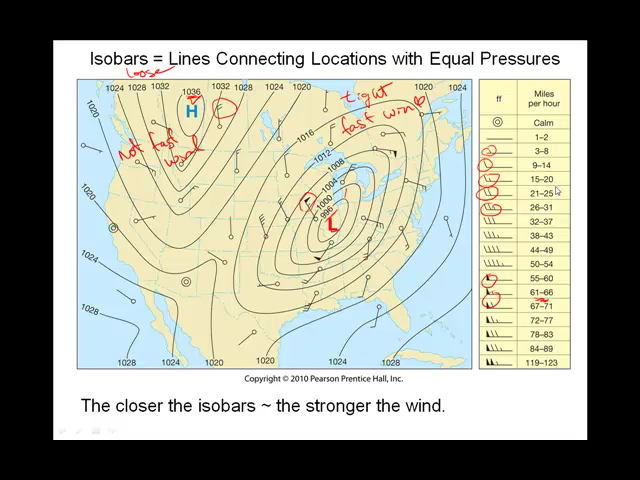 Isobars = Lines Connecting Locations with Equal Pressures
loose
1024 1028 1032 1036 1032 1028 1024 1020 1020 1024
tight
fast wind
H
1020
1016
not fast
wind
1012
1008
1004
1000
996
L
1020
1024
1028
1028 1024 1020 1020 1024 1028
ff Miles per hour
Calm
1–2
3–8
9–14
15–20
21–25
26–31
32–37
38–43
44–49
50–54
55–60
61–66
67–71
72–77
78–83
84–89
119–123
Copyright © 2010 Pearson Prentice Hall, Inc.
The closer the isobars ~ the stronger the wind.